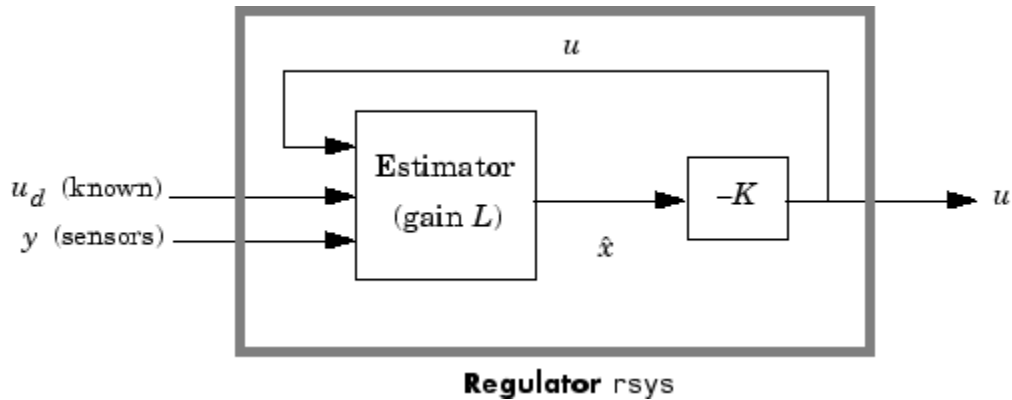 u
Estimator
(gain L)
u_d (known)
y (sensors)
–K
x̂
u
Regulator rsys